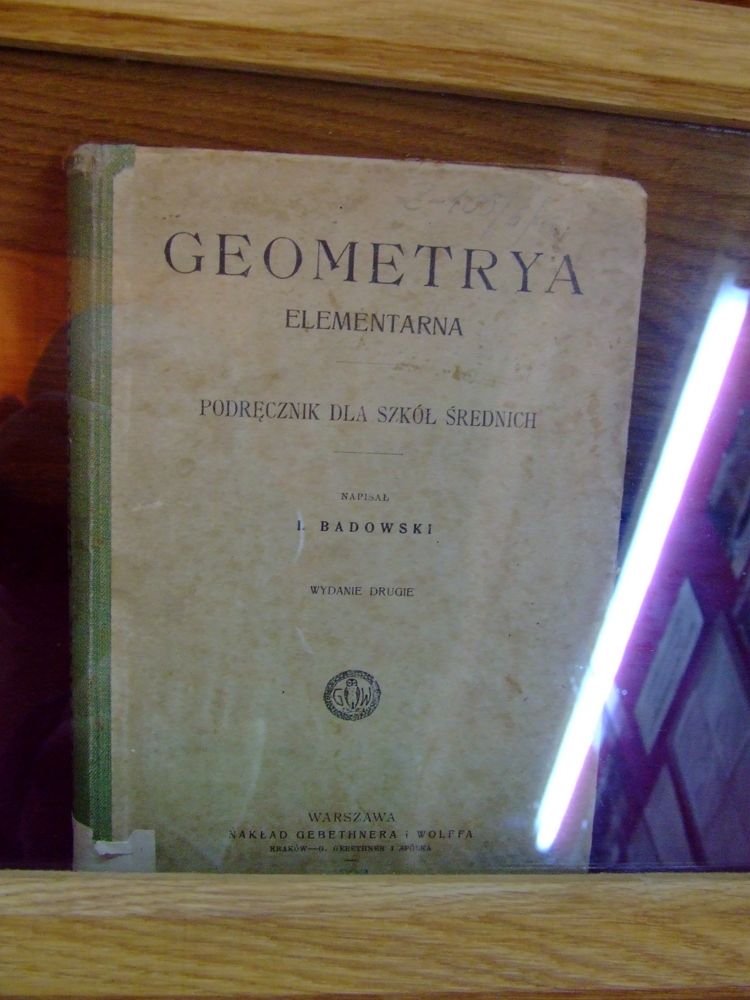 GEOMETRYA
ELEMENTARNA
PODRĘCZNIK DLA SZKÓŁ ŚREDNICH
NAPISAŁ
I. BADOWSKI
WYDANIE DRUGIE
G W
WARSZAWA
NAKŁAD GEBETHNERA i WOLFFA
KRAKÓW—G. GEBETHNER I SPÓŁKA